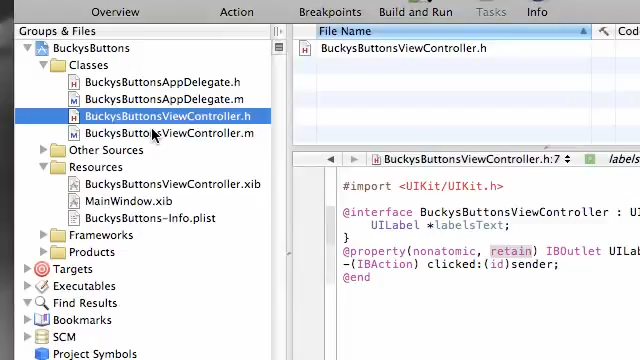 Overview Action Breakpoints Build and Run Tasks Info
Groups & Files
File Name
Code
BuckysButtons
BuckysButtonsViewController.h
Classes
BuckysButtonsAppDelegate.h
BuckysButtonsAppDelegate.m
BuckysButtonsViewController.h
BuckysButtonsViewController.m
Other Sources
Resources
BuckysButtonsViewController.xib
MainWindow.xib
BuckysButtons-Info.plist
Frameworks
Products
Targets
Executables
Find Results
Bookmarks
SCM
Project Symbols
BuckysButtonsViewController.h:7 labels
#import <UIKit/UIKit.h>
@interface BuckysButtonsViewController : UI
UILabel *labelsText;
}
@property(nonatomic, retain) IBOutlet UILa
-(IBAction) clicked:(id)sender;
@end